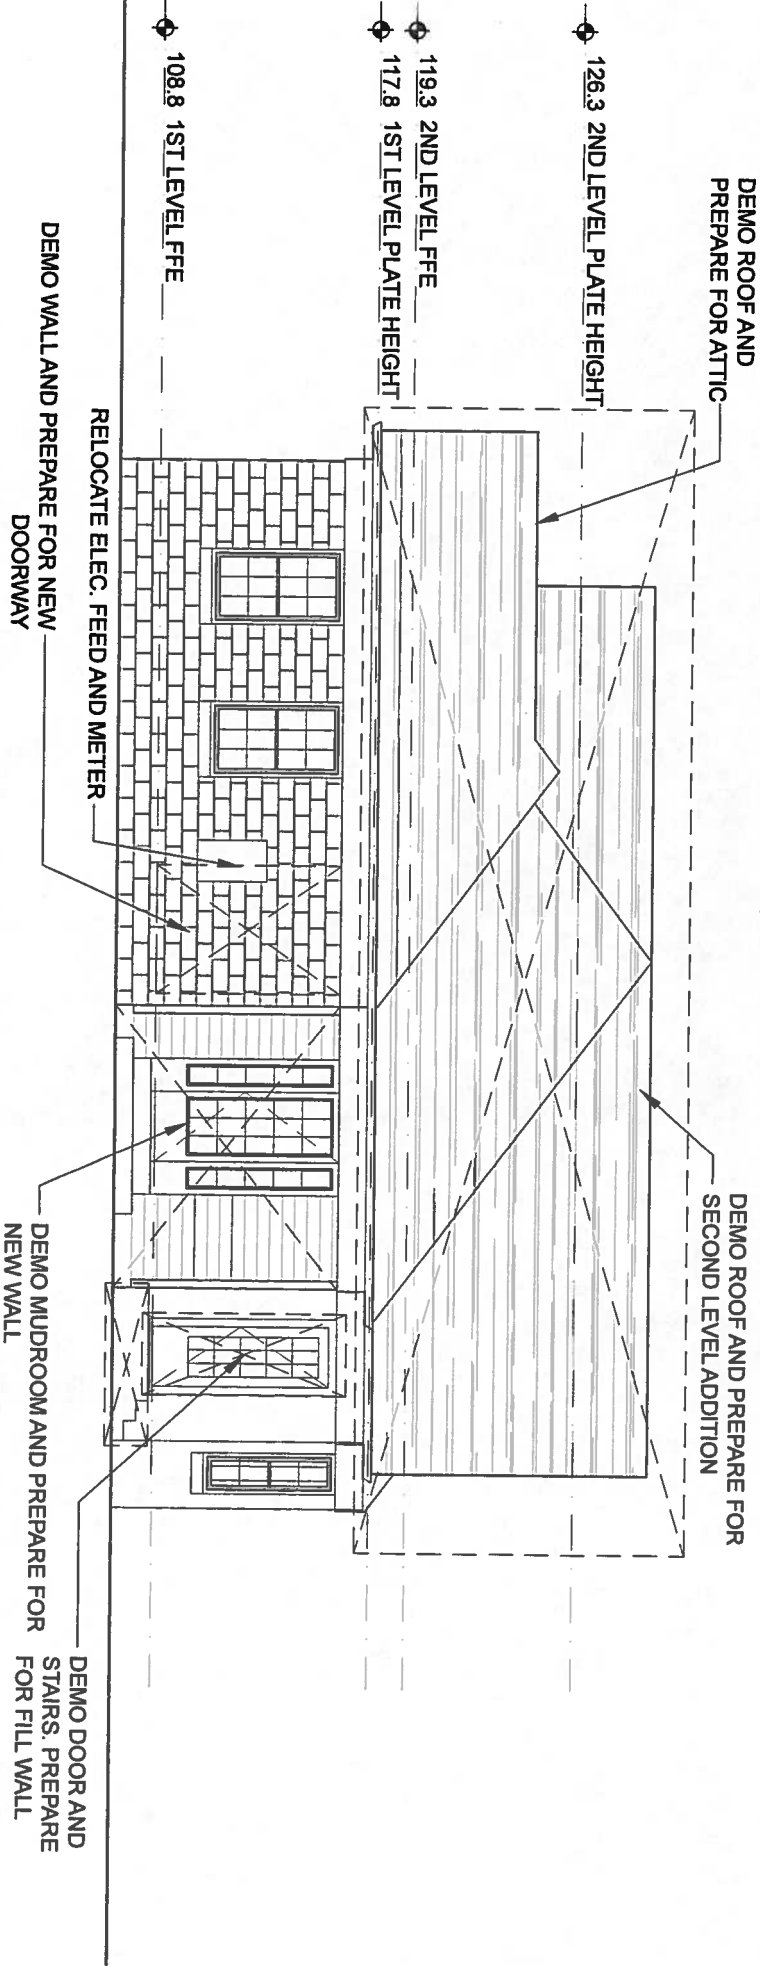 DEMO ROOF AND
PREPARE FOR ATTIC
DEMO ROOF AND PREPARE FOR
SECOND LEVEL ADDITION
126.3 2ND LEVEL PLATE HEIGHT
119.3 2ND LEVEL FFE
117.8 1ST LEVEL PLATE HEIGHT
108.8 1ST LEVEL FFE
RELOCATE ELEC. FEED AND METER
DEMO WALL AND PREPARE FOR NEW
DOORWAY
DEMO MUDROOM AND PREPARE FOR
NEW WALL
DEMO DOOR AND
STAIRS. PREPARE
FOR FILL WALL